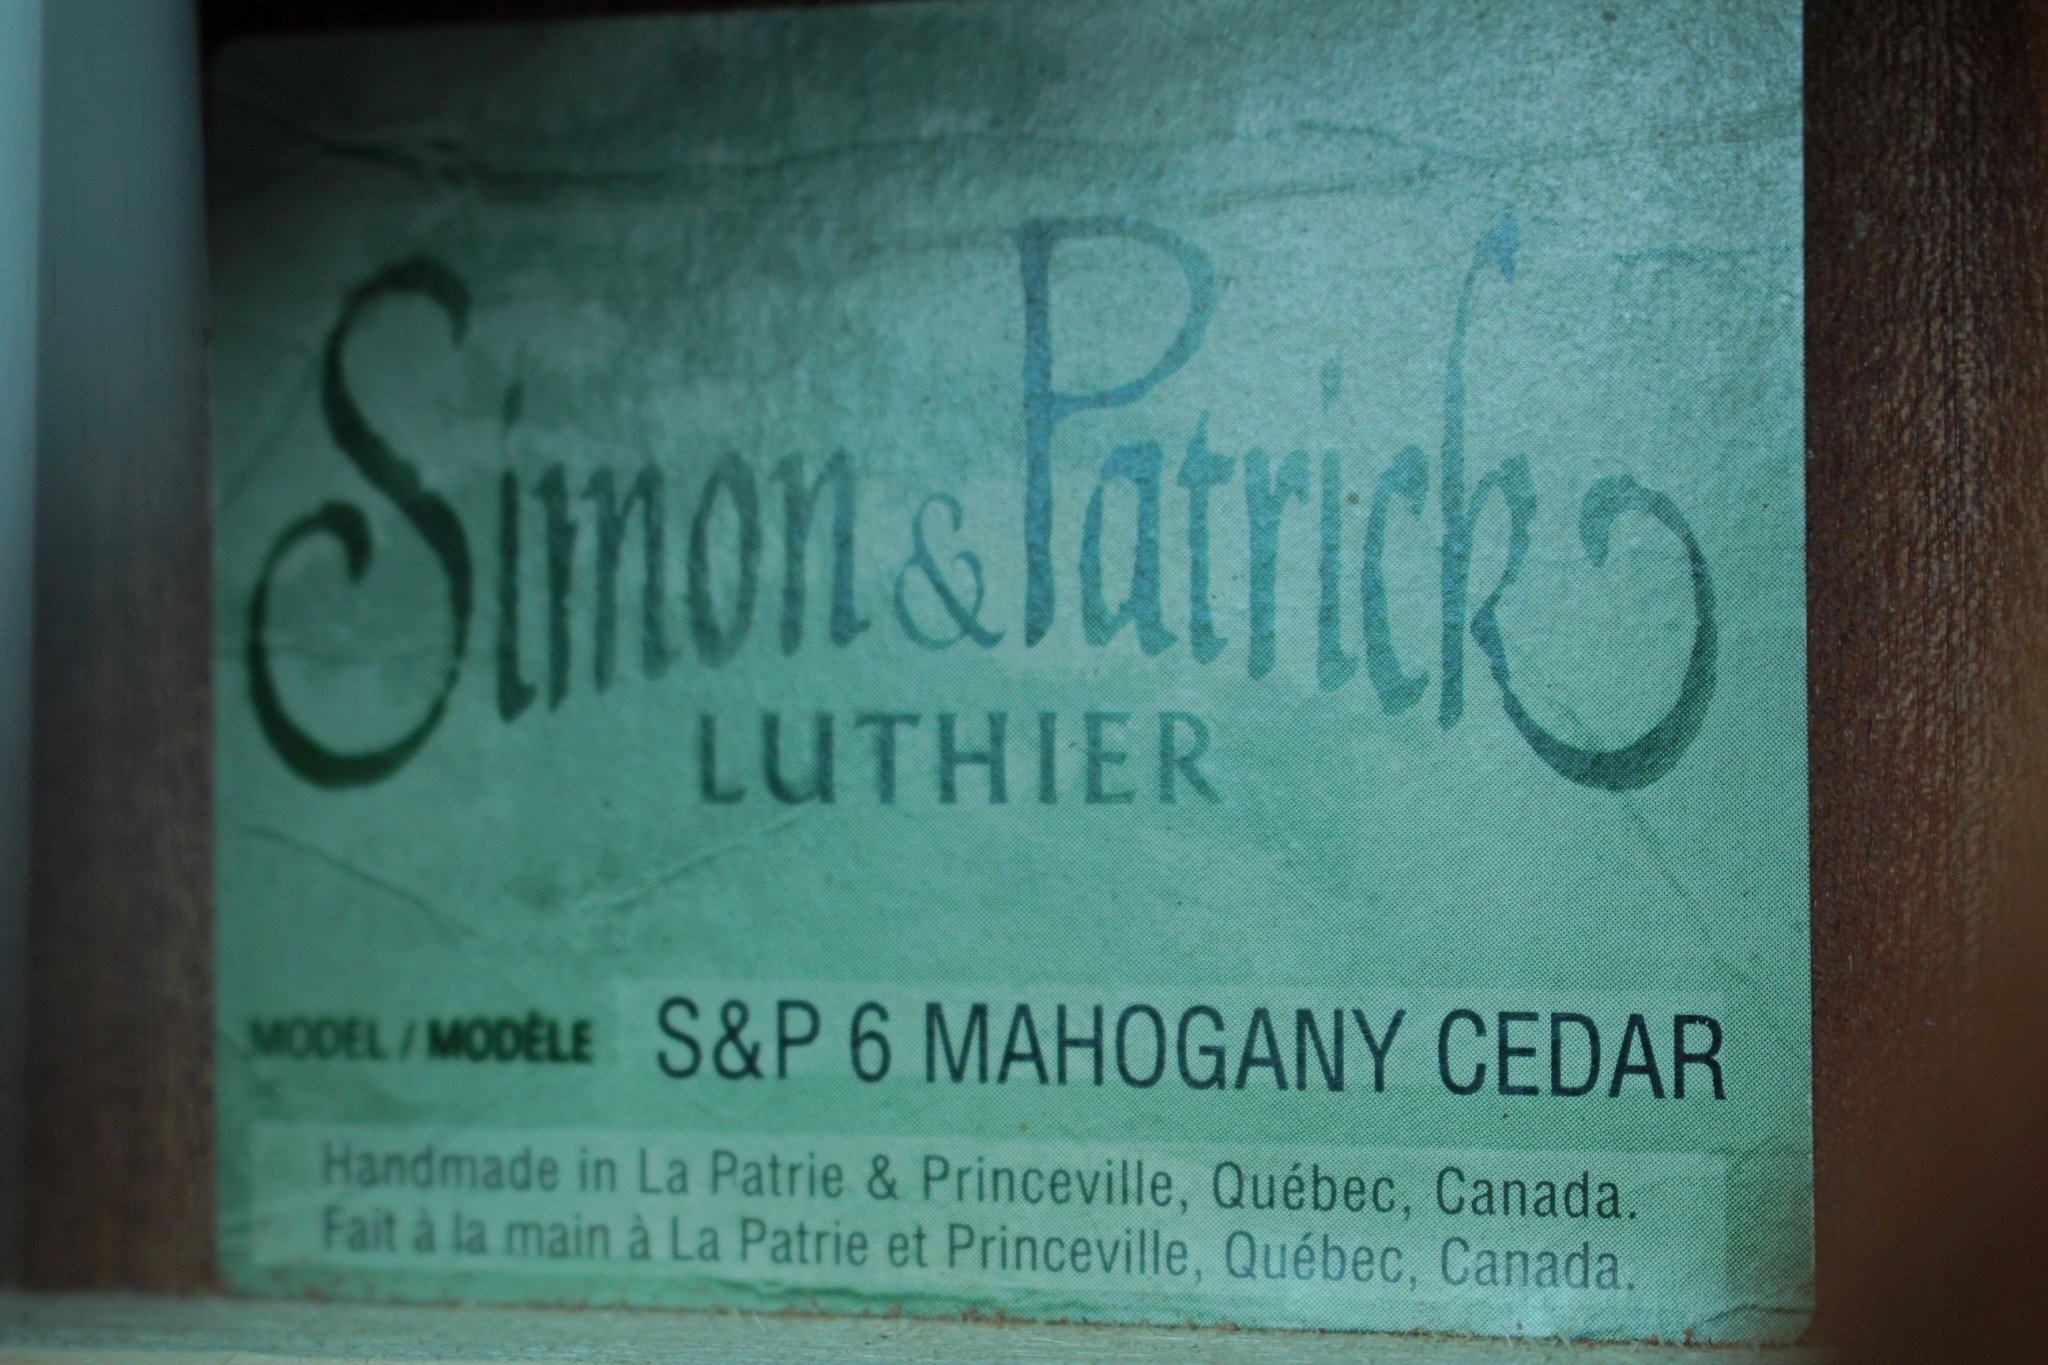 Simon & Patrick
LUTHIER
MODEL / MODÈLE S&P 6 MAHOGANY CEDAR
Handmade in La Patrie & Princeville, Québec, Canada.
Fait à la main à La Patrie et Princeville, Québec, Canada.